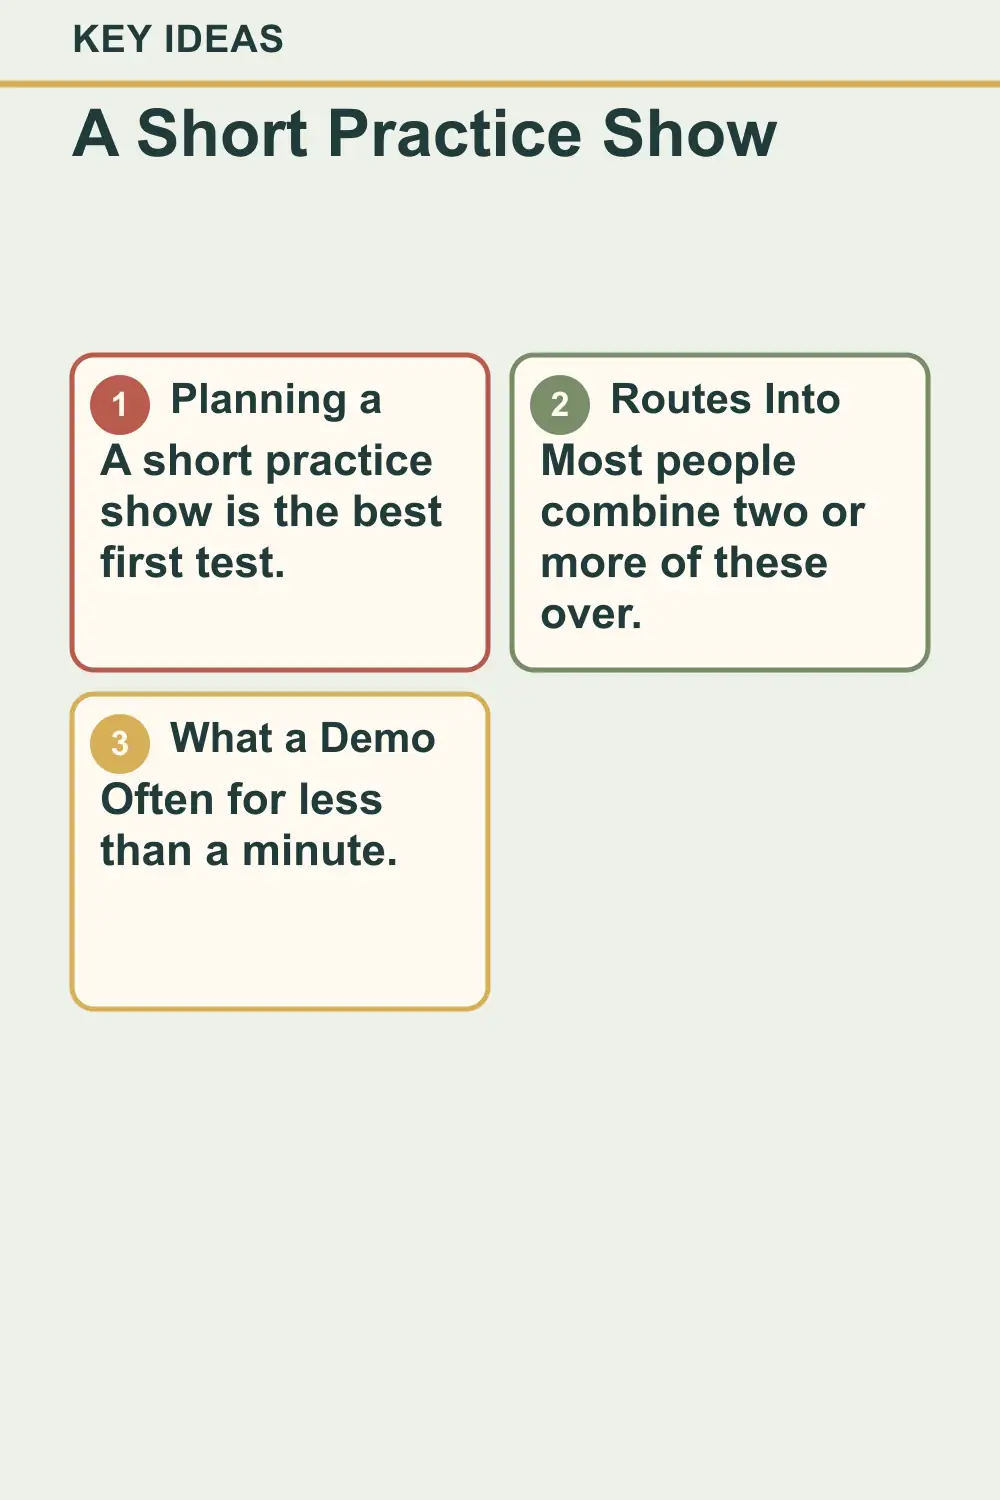 KEY IDEAS
A Short Practice Show
1 Planning a
A short practice
show is the best
first test.
2 Routes Into
Most people
combine two or
more of these
over.
3 What a Demo
Often for less
than a minute.